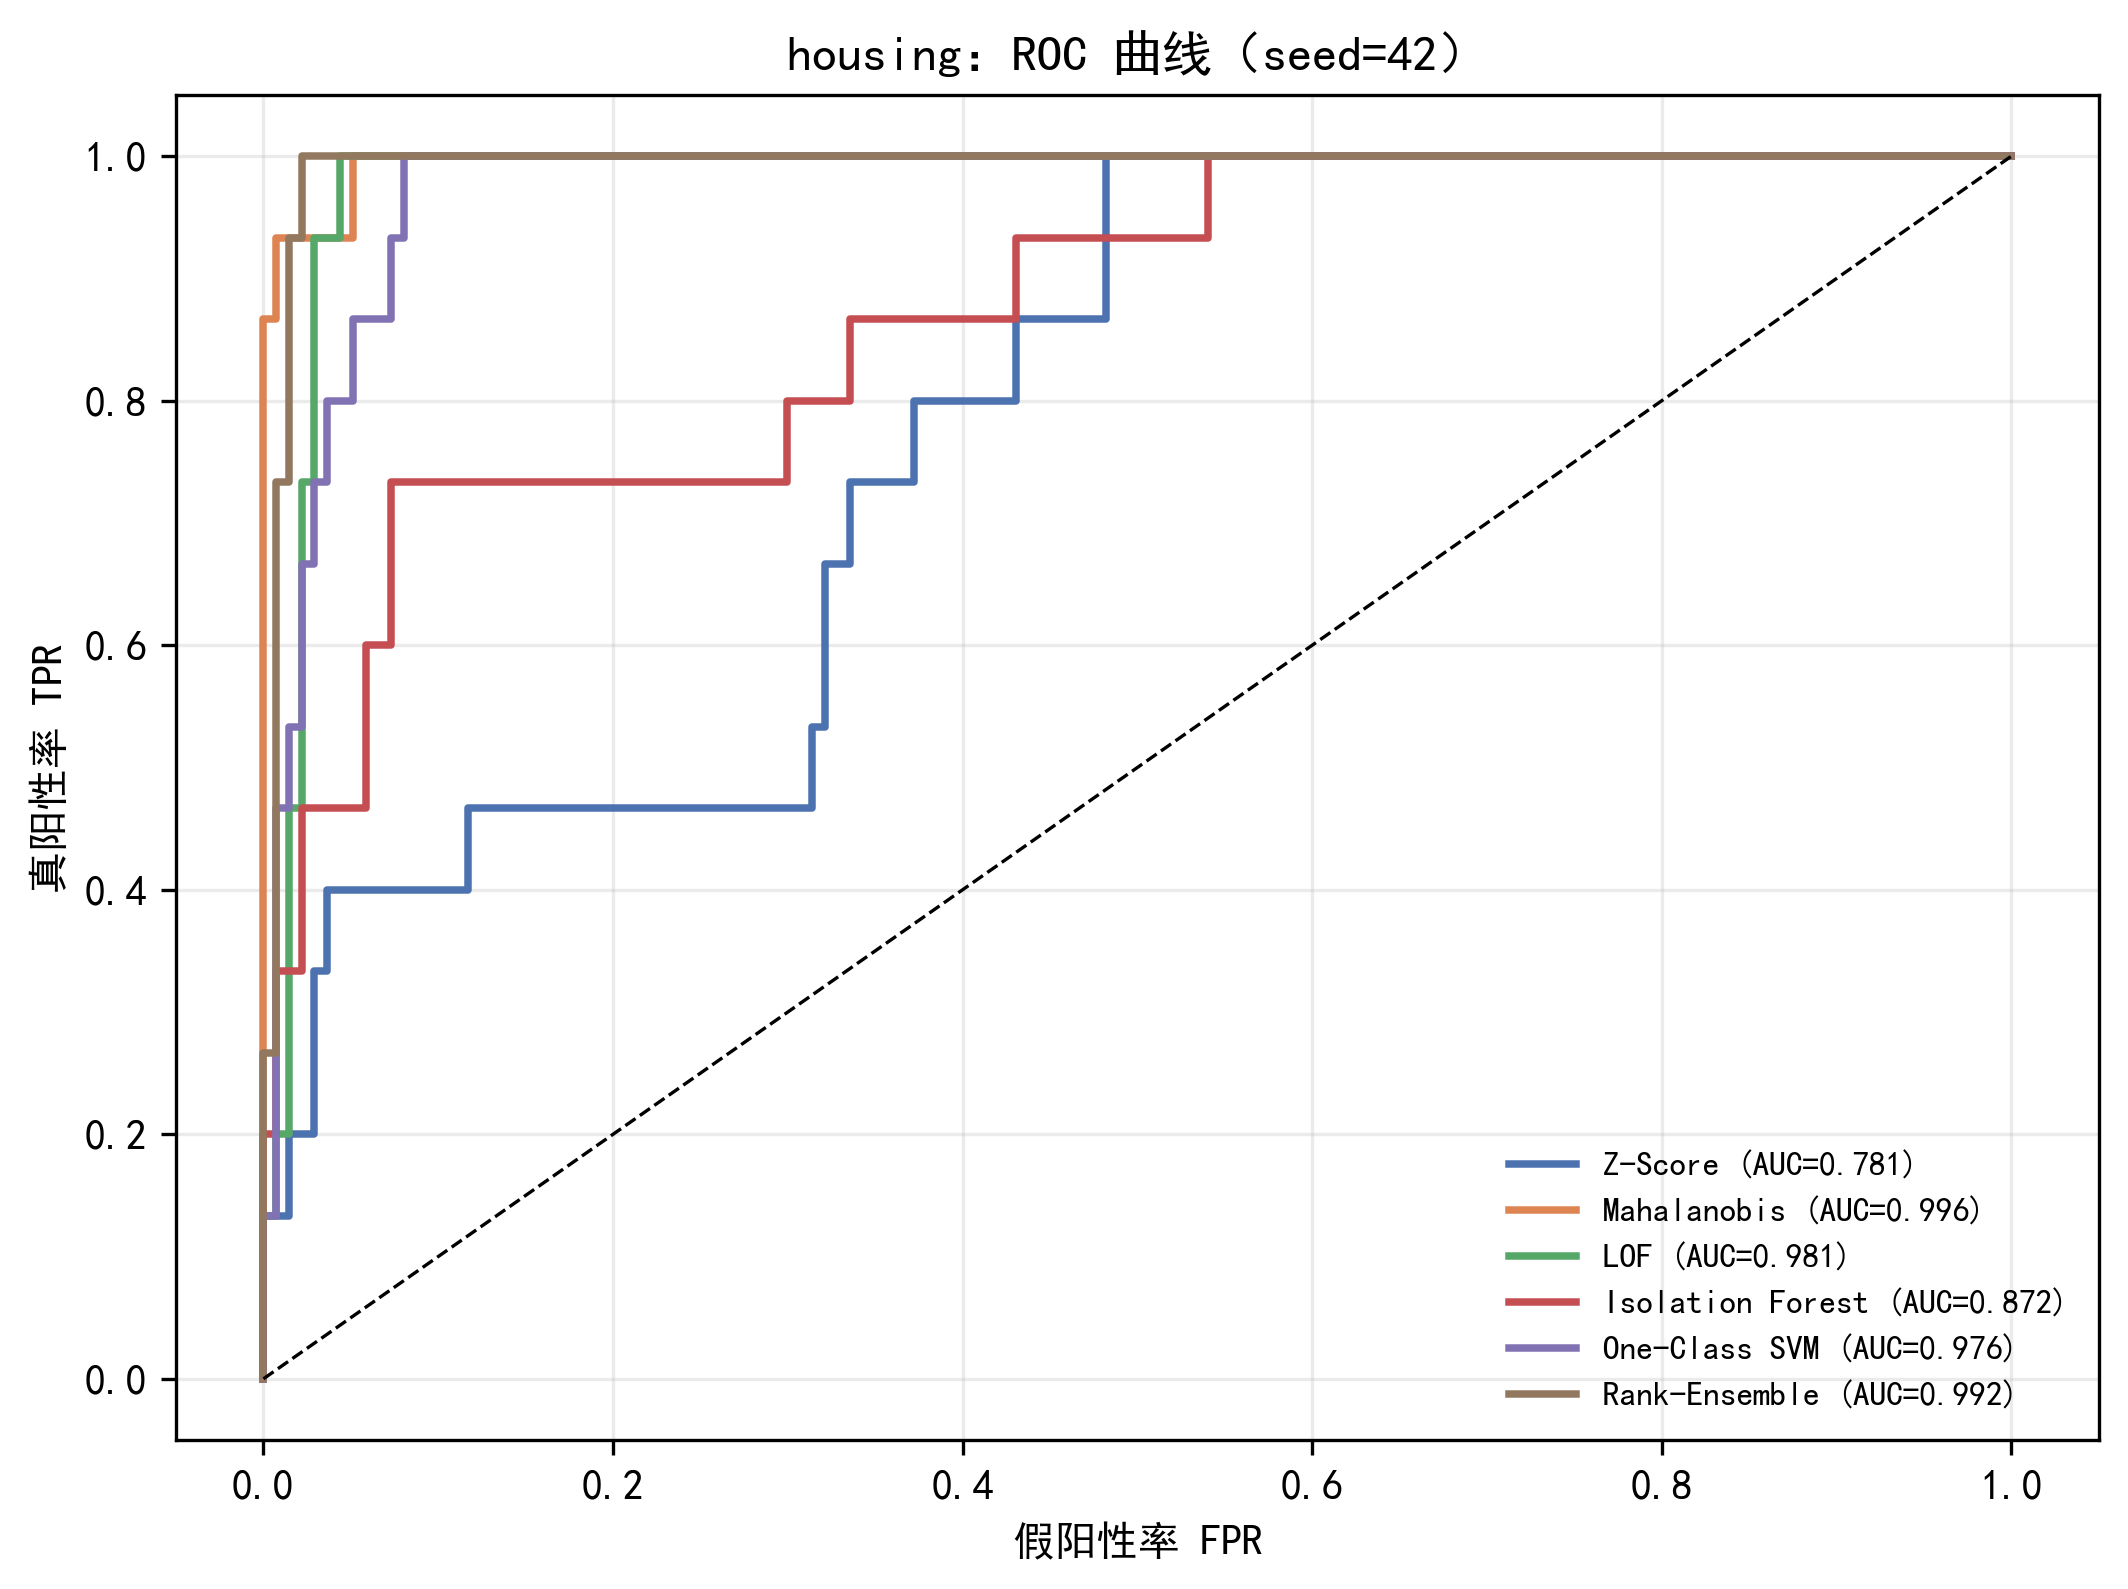 housing：ROC 曲线（seed=42）
1.0
0.8
0.6
0.4
0.2
0.0
真阳性率 TPR
0.0 0.2 0.4 0.6 0.8 1.0
假阳性率 FPR
Z-Score (AUC=0.781)
Mahalanobis (AUC=0.996)
LOF (AUC=0.981)
Isolation Forest (AUC=0.872)
One-Class SVM (AUC=0.976)
Rank-Ensemble (AUC=0.992)